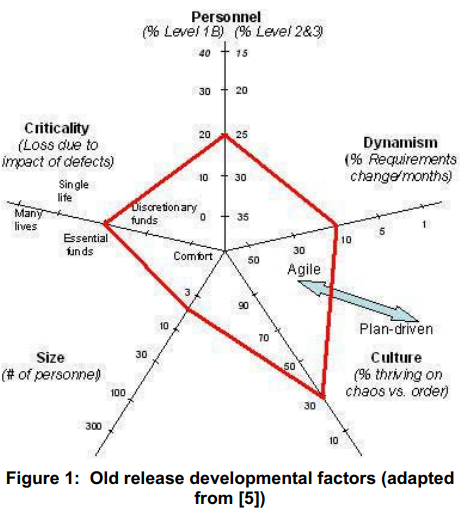 Personnel
(% Level 1B) (% Level 2&3)
40 15
30 20
20 25
10 30
0 35
Criticality
(Loss due to
impact of defects)
Single
life
Many
lives
Discretionary
funds
Essential
funds
Comfort
Dynamism
(% Requirements
change/months)
50
30
10
5
1
Agile
Plan-driven
Size
(# of personnel)
3
10
30
100
300
Culture
(% thriving on
chaos vs. order)
90
70
50
30
10
Figure 1: Old release developmental factors (adapted
from [5])